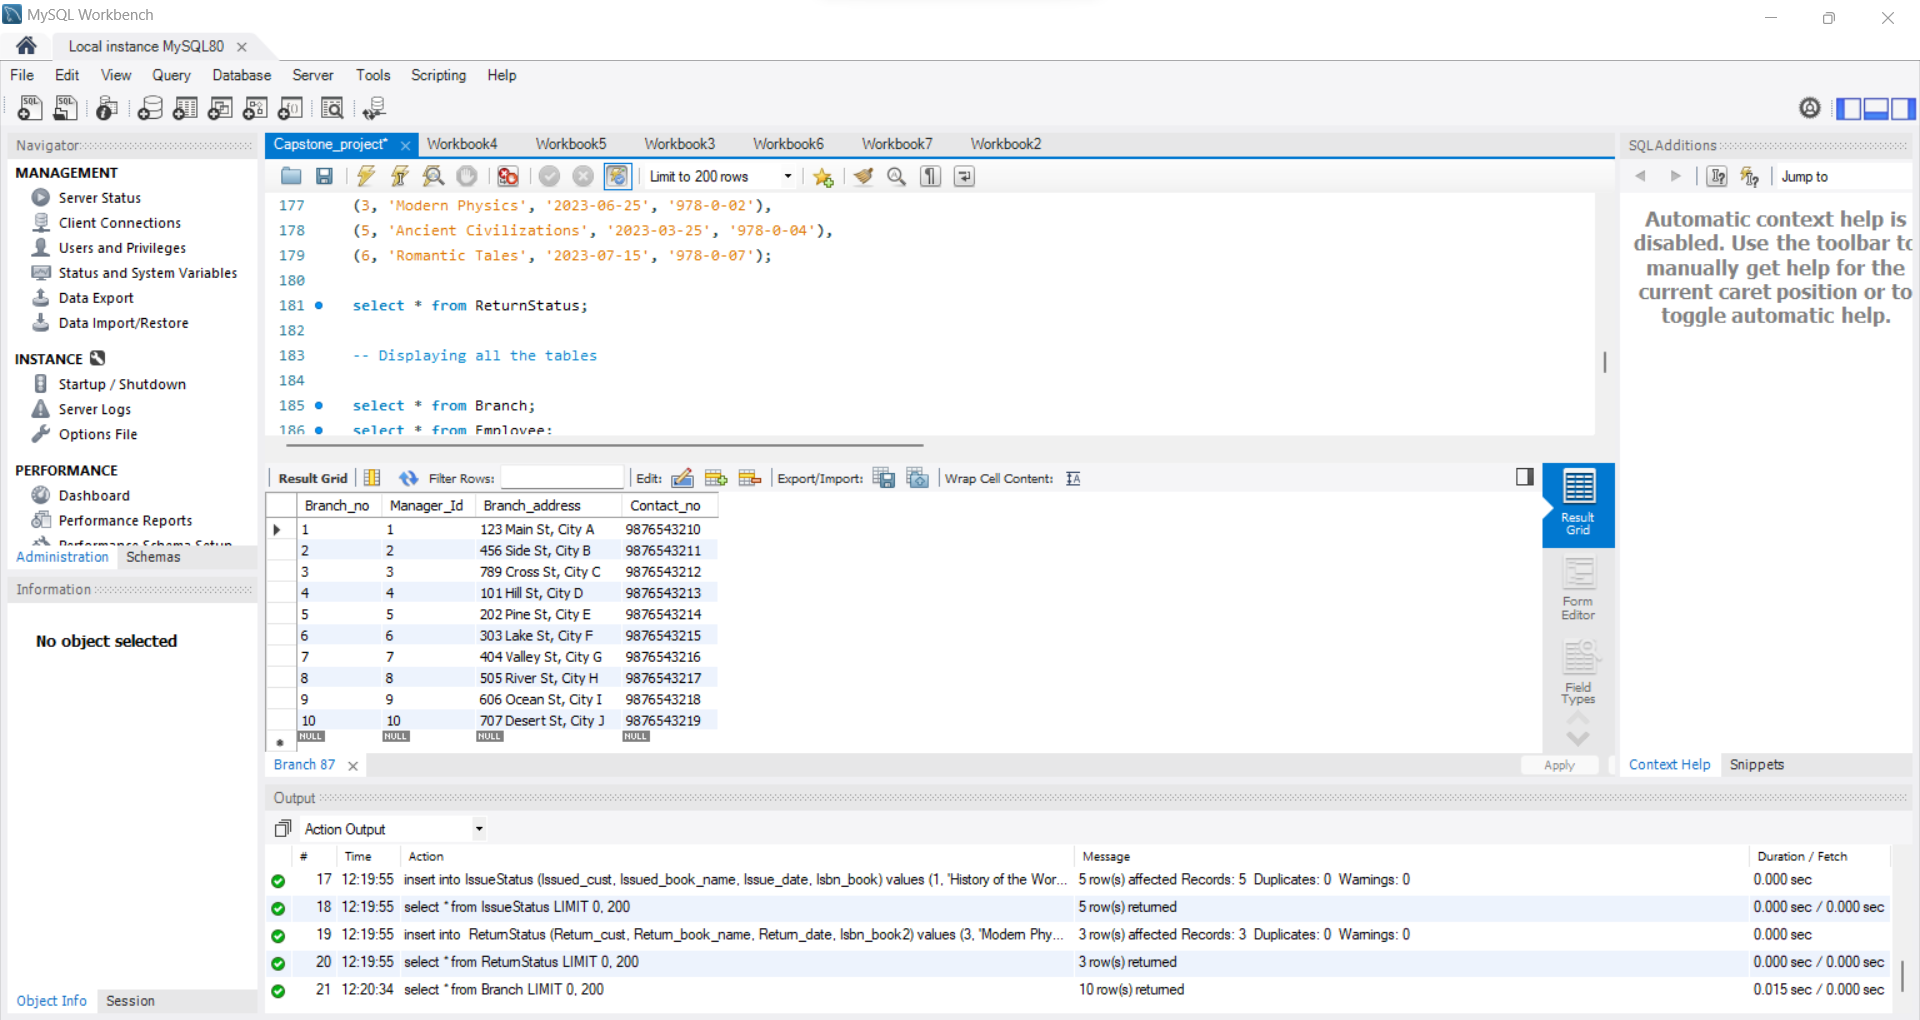 MySQL Workbench
Local instance MySQL80
File Edit View Query Database Server Tools Scripting Help
Navigator
MANAGEMENT
Server Status
Client Connections
Users and Privileges
Status and System Variables
Data Export
Data Import/Restore
INSTANCE
Startup / Shutdown
Server Logs
Options File
PERFORMANCE
Dashboard
Performance Reports
Performance Schema Setup
Administration Schemas
Information
No object selected
Object Info Session
Capstone_project* Workbook4 Workbook5 Workbook3 Workbook6 Workbook7 Workbook2
Limit to 200 rows
177 (3, 'Modern Physics', '2023-06-25', '978-0-02'),
178 (5, 'Ancient Civilizations', '2023-03-25', '978-0-04'),
179 (6, 'Romantic Tales', '2023-07-15', '978-0-07');
180
181 select * from ReturnStatus;
182
183 -- Displaying all the tables
184
185 select * from Branch;
186 select * from Employee;
Result Grid Filter Rows: Edit: Export/Import: Wrap Cell Content:
Branch_no Manager_Id Branch_address Contact_no
1 1 123 Main St, City A 9876543210
2 2 456 Side St, City B 9876543211
3 3 789 Cross St, City C 9876543212
4 4 101 Hill St, City D 9876543213
5 5 202 Pine St, City E 9876543214
6 6 303 Lake St, City F 9876543215
7 7 404 Valley St, City G 9876543216
8 8 505 River St, City H 9876543217
9 9 606 Ocean St, City I 9876543218
10 10 707 Desert St, City J 9876543219
NULL NULL NULL NULL
Result
Grid
Form
Editor
Field
Types
Branch 87
Apply
SQLAdditions
Jump to
Automatic context help is
disabled. Use the toolbar to
manually get help for the
current caret position or to
toggle automatic help.
Context Help Snippets
Output
Action Output
# Time Action Message Duration / Fetch
17 12:19:55 insert into IssueStatus (Issued_cust, Issued_book_name, Issue_date, Isbn_book) values (1, 'History of the Wor... 5 row(s) affected Records: 5 Duplicates: 0 Warnings: 0 0.000 sec
18 12:19:55 select * from IssueStatus LIMIT 0, 200 5 row(s) returned 0.000 sec / 0.000 sec
19 12:19:55 insert into ReturnStatus (Return_cust, Return_book_name, Return_date, Isbn_book2) values (3, 'Modern Phy... 3 row(s) affected Records: 3 Duplicates: 0 Warnings: 0 0.000 sec
20 12:19:55 select * from ReturnStatus LIMIT 0, 200 3 row(s) returned 0.000 sec / 0.000 sec
21 12:20:34 select * from Branch LIMIT 0, 200 10 row(s) returned 0.015 sec / 0.000 sec